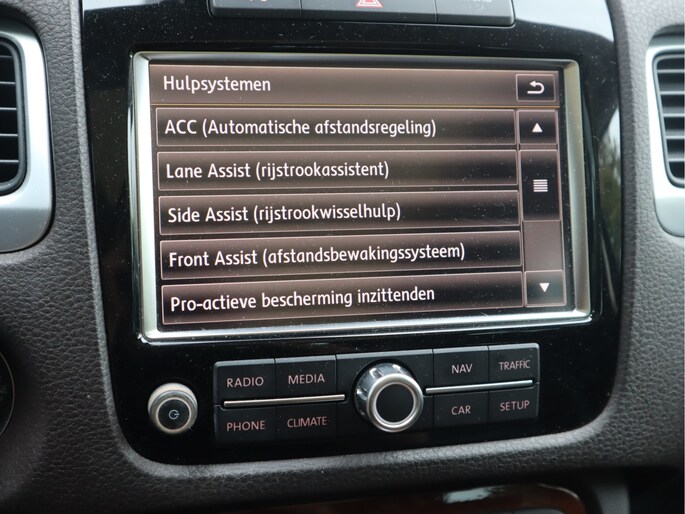 Hulpsystemen
ACC (Automatische afstandsregeling)
Lane Assist (rijstrookassistent)
Side Assist (rijstrookwisselhulp)
Front Assist (afstandsbewakingssysteem)
Pro-actieve bescherming inzittenden
RADIO MEDIA NAV TRAFFIC
PHONE CLIMATE CAR SETUP